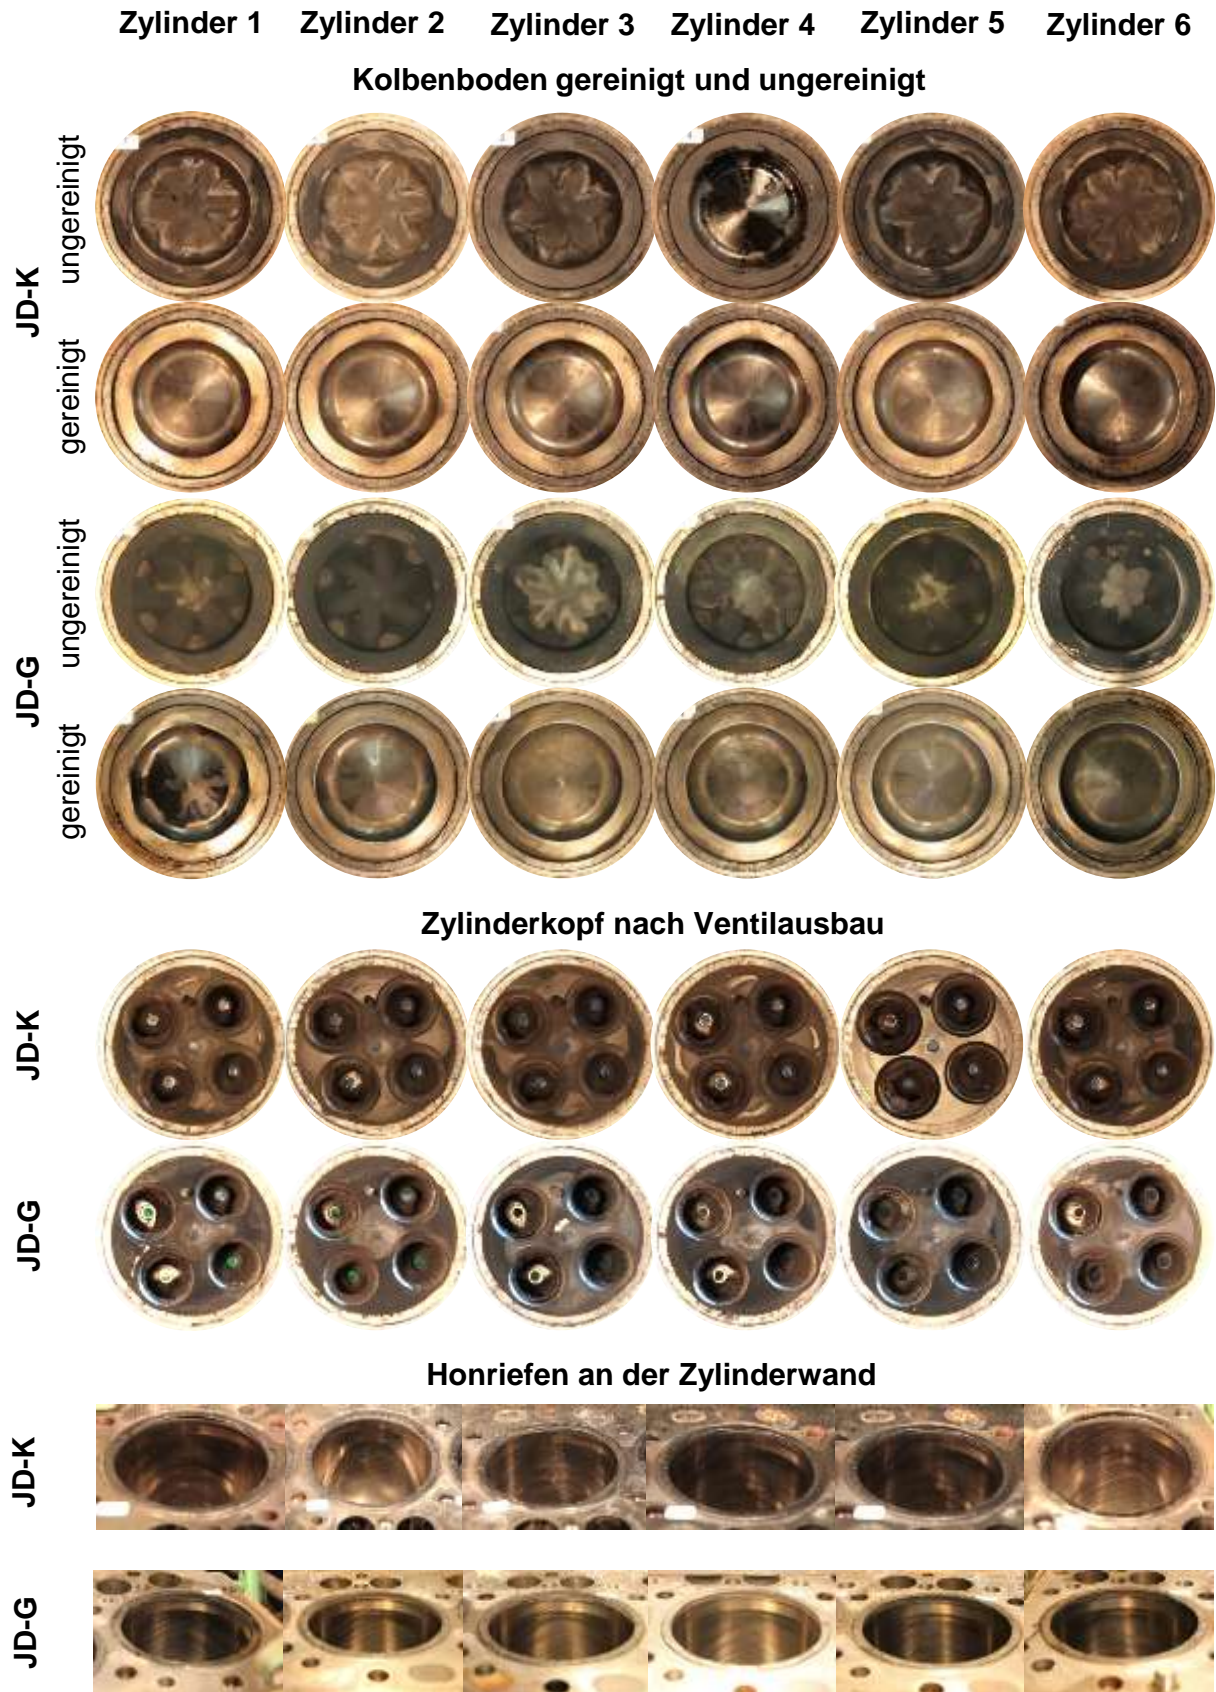 Zylinder 1 Zylinder 2 Zylinder 3 Zylinder 4 Zylinder 5 Zylinder 6
Kolbenboden gereinigt und ungereinigt
JD-K
ungereinigt
gereinigt
JD-G
ungereinigt
gereinigt
Zylinderkopf nach Ventilausbau
JD-K
JD-G
Honriefen an der Zylinderwand
JD-K
JD-G